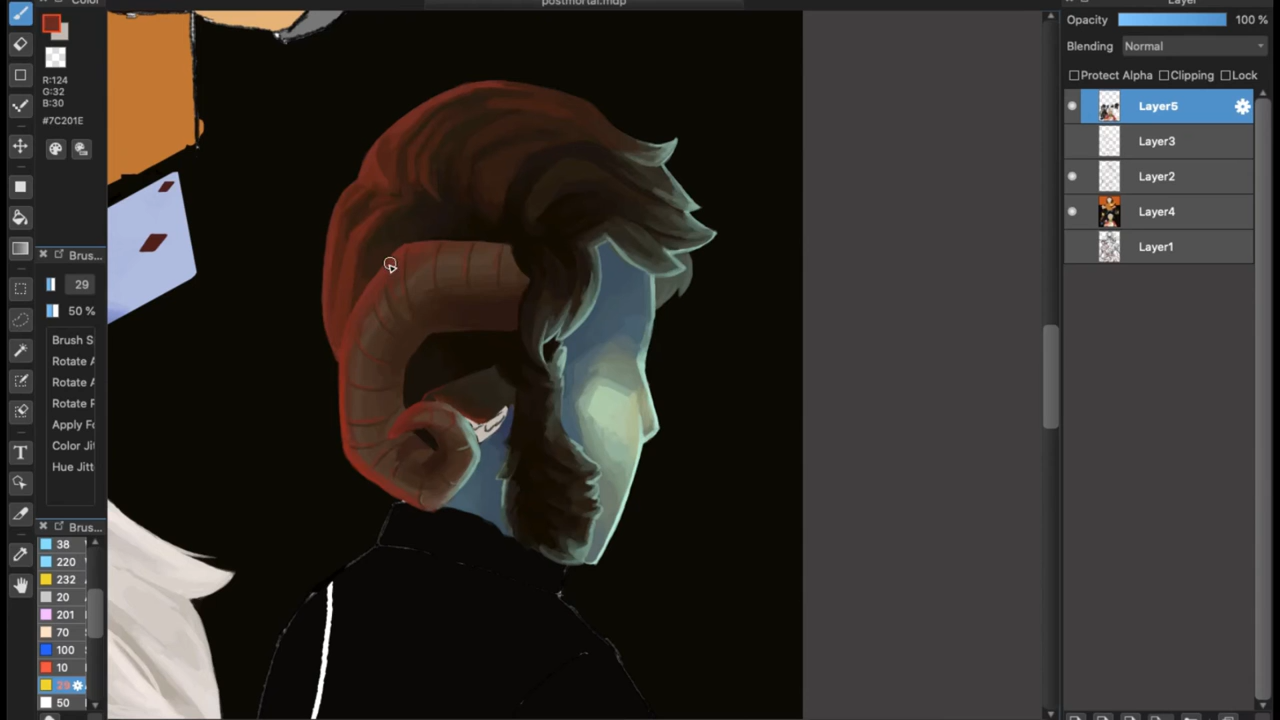 Color
postmortal.mdp
Layer
R:124
G:32
B:30
#7C201E
Brus...
29
50 %
Brush S
Rotate A
Rotate A
Rotate F
Apply Fo
Color Jit
Hue Jitt
Brus...
38
220
232
20
201
70
100
10
29
50
T
Opacity
100 %
Blending
Normal
Protect Alpha
Clipping
Lock
Layer5
Layer3
Layer2
Layer4
Layer1